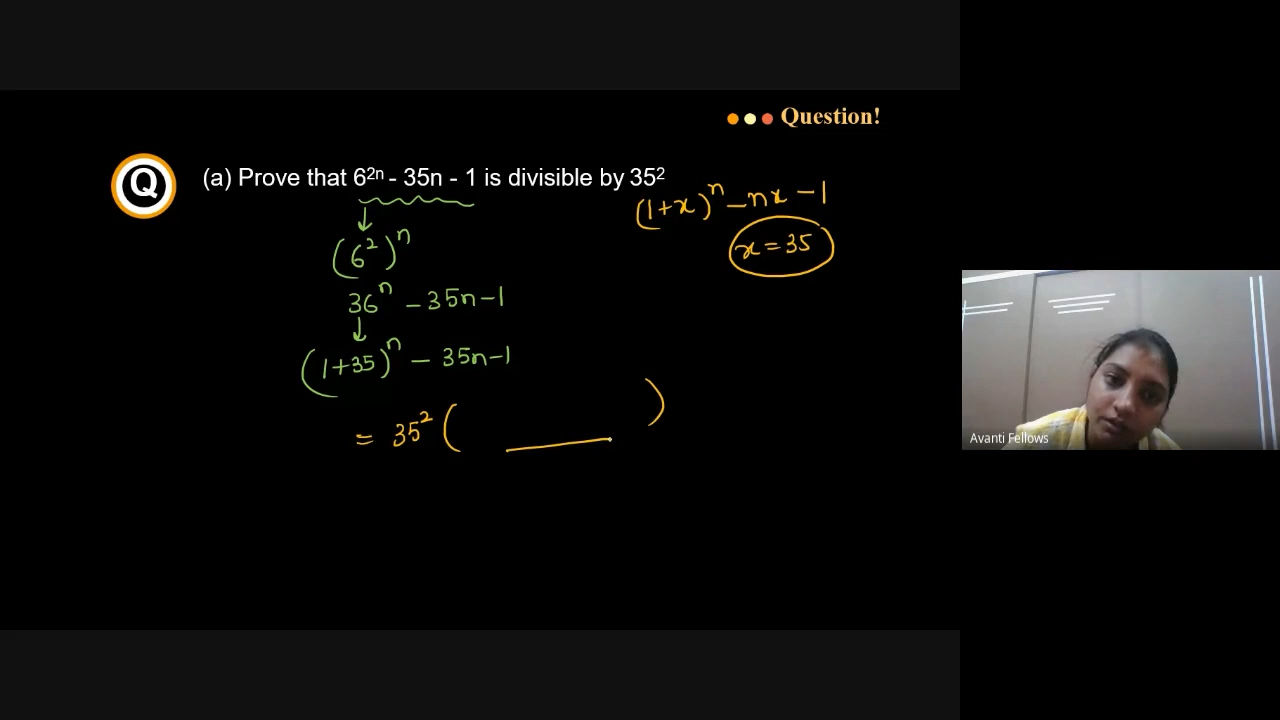 Question!
Q
(a) Prove that 6²ⁿ - 35n - 1 is divisible by 35²
(1+x)ⁿ - nx - 1
x = 35
(6²)ⁿ
36ⁿ - 35n - 1
(1+35)ⁿ - 35n - 1
= 35² ( )
Avanti Fellows